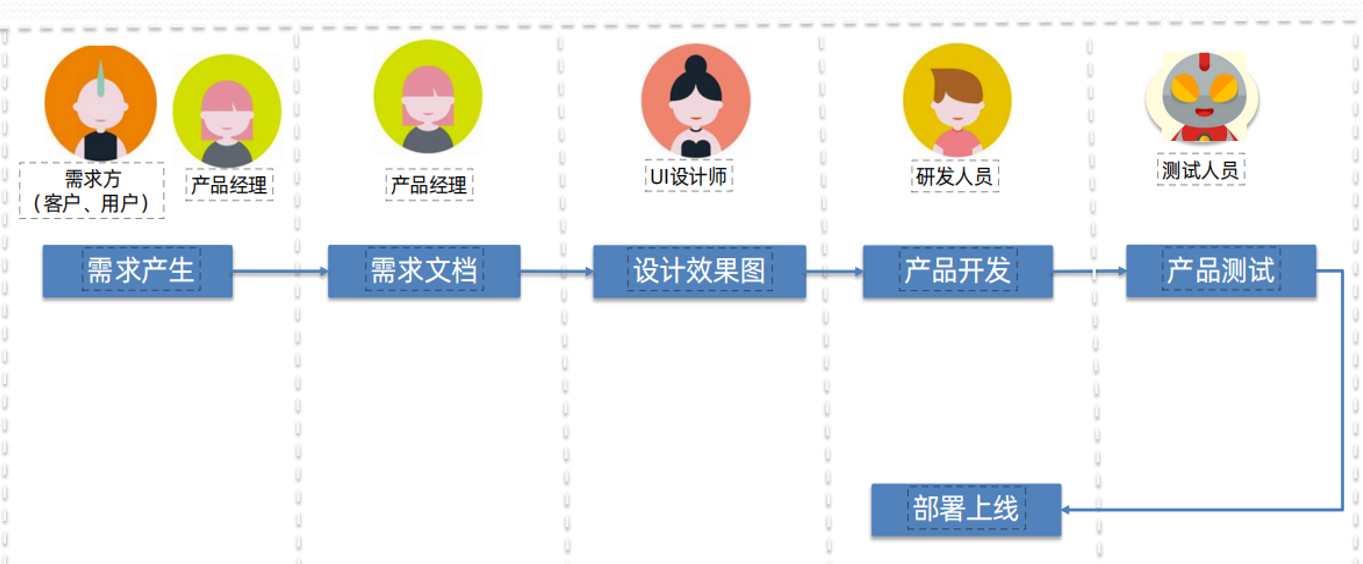 需求方
（客户、用户）
产品经理
产品经理
UI设计师
研发人员
测试人员
需求产生
需求文档
设计效果图
产品开发
产品测试
部署上线